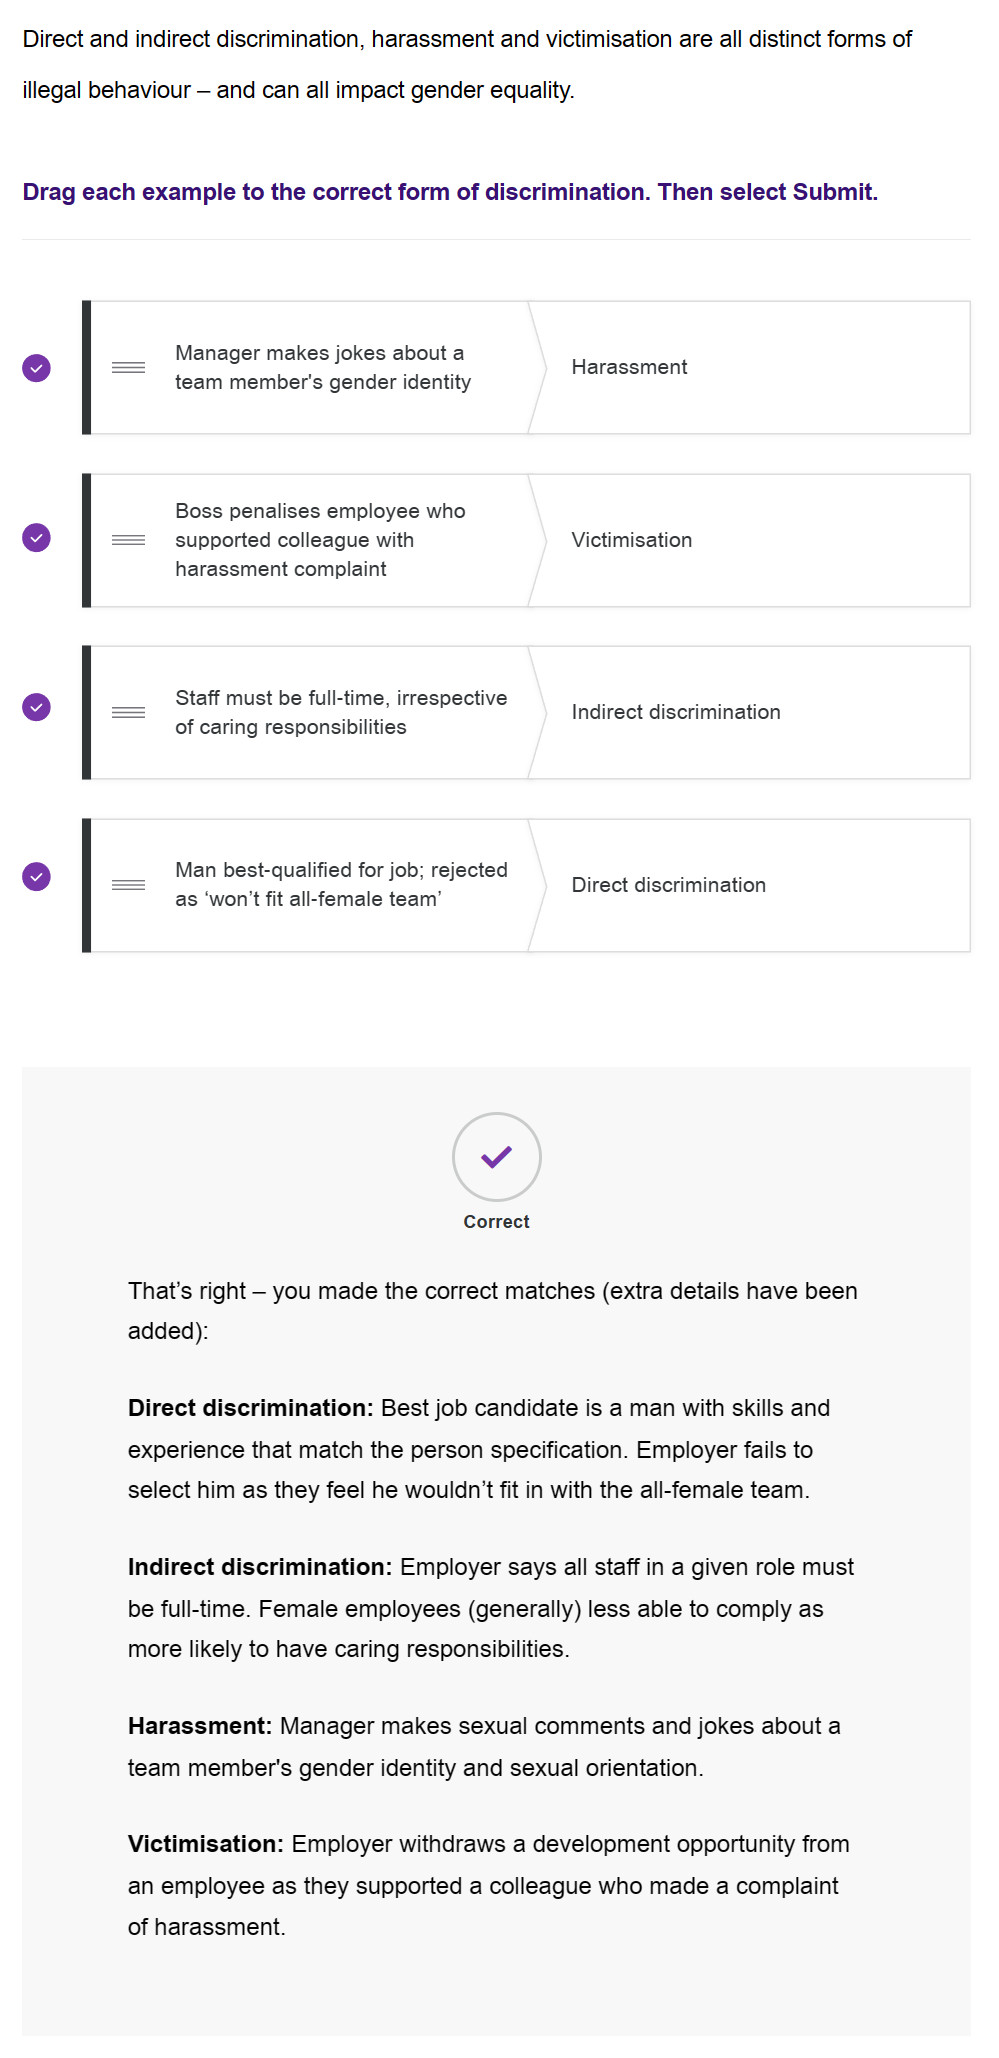 Direct and indirect discrimination, harassment and victimisation are all distinct forms of
illegal behaviour – and can all impact gender equality.
Drag each example to the correct form of discrimination. Then select Submit.
Manager makes jokes about a
team member's gender identity
Harassment
Boss penalises employee who
supported colleague with
harassment complaint
Victimisation
Staff must be full-time, irrespective
of caring responsibilities
Indirect discrimination
Man best-qualified for job; rejected
as ‘won’t fit all-female team’
Direct discrimination
Correct
That’s right – you made the correct matches (extra details have been
added):
Direct discrimination: Best job candidate is a man with skills and
experience that match the person specification. Employer fails to
select him as they feel he wouldn’t fit in with the all-female team.
Indirect discrimination: Employer says all staff in a given role must
be full-time. Female employees (generally) less able to comply as
more likely to have caring responsibilities.
Harassment: Manager makes sexual comments and jokes about a
team member's gender identity and sexual orientation.
Victimisation: Employer withdraws a development opportunity from
an employee as they supported a colleague who made a complaint
of harassment.